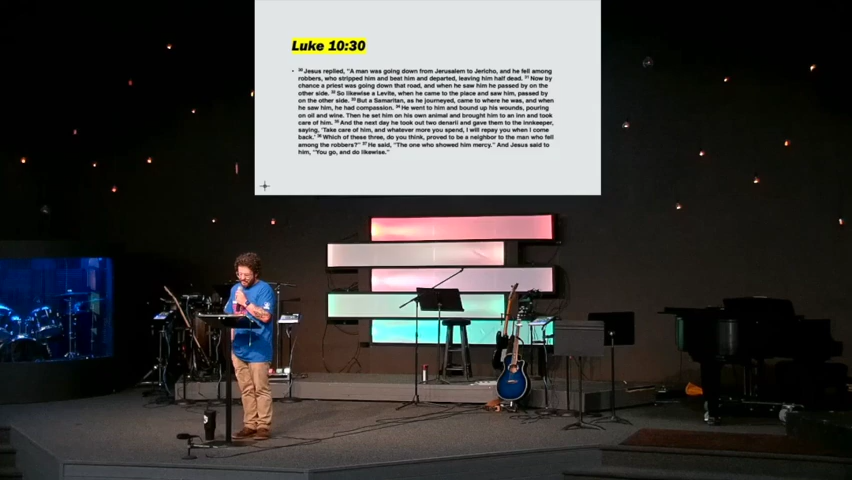 Luke 10:30
• ³⁰ Jesus replied, "A man was going down from Jerusalem to Jericho, and he fell among
robbers, who stripped him and beat him and departed, leaving him half dead. ³¹ Now by
chance a priest was going down that road, and when he saw him he passed by on the
other side. ³² So likewise a Levite, when he came to the place and saw him, passed by
on the other side. ³³ But a Samaritan, as he journeyed, came to where he was, and when
he saw him, he had compassion. ³⁴ He went to him and bound up his wounds, pouring
on oil and wine. Then he set him on his own animal and brought him to an inn and took
care of him. ³⁵ And the next day he took out two denarii and gave them to the innkeeper,
saying, 'Take care of him, and whatever more you spend, I will repay you when I come
back.' ³⁶ Which of these three, do you think, proved to be a neighbor to the man who fell
among the robbers?" ³⁷ He said, "The one who showed him mercy." And Jesus said to
him, "You go, and do likewise."